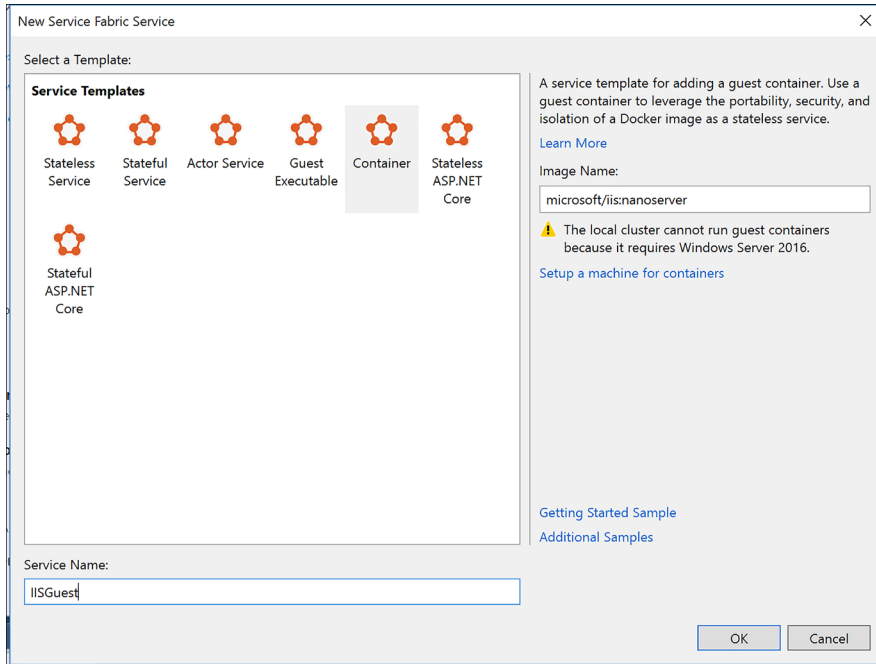 New Service Fabric Service
Select a Template:
Service Templates
Stateless
Service
Stateful
Service
Actor Service
Guest
Executable
Container
Stateless
ASP.NET
Core
Stateful
ASP.NET
Core
A service template for adding a guest container. Use a
guest container to leverage the portability, security, and
isolation of a Docker image as a stateless service.
Learn More
Image Name:
microsoft/iis:nanoserver
The local cluster cannot run guest containers
because it requires Windows Server 2016.
Setup a machine for containers
Getting Started Sample
Additional Samples
Service Name:
IISGuest
OK
Cancel